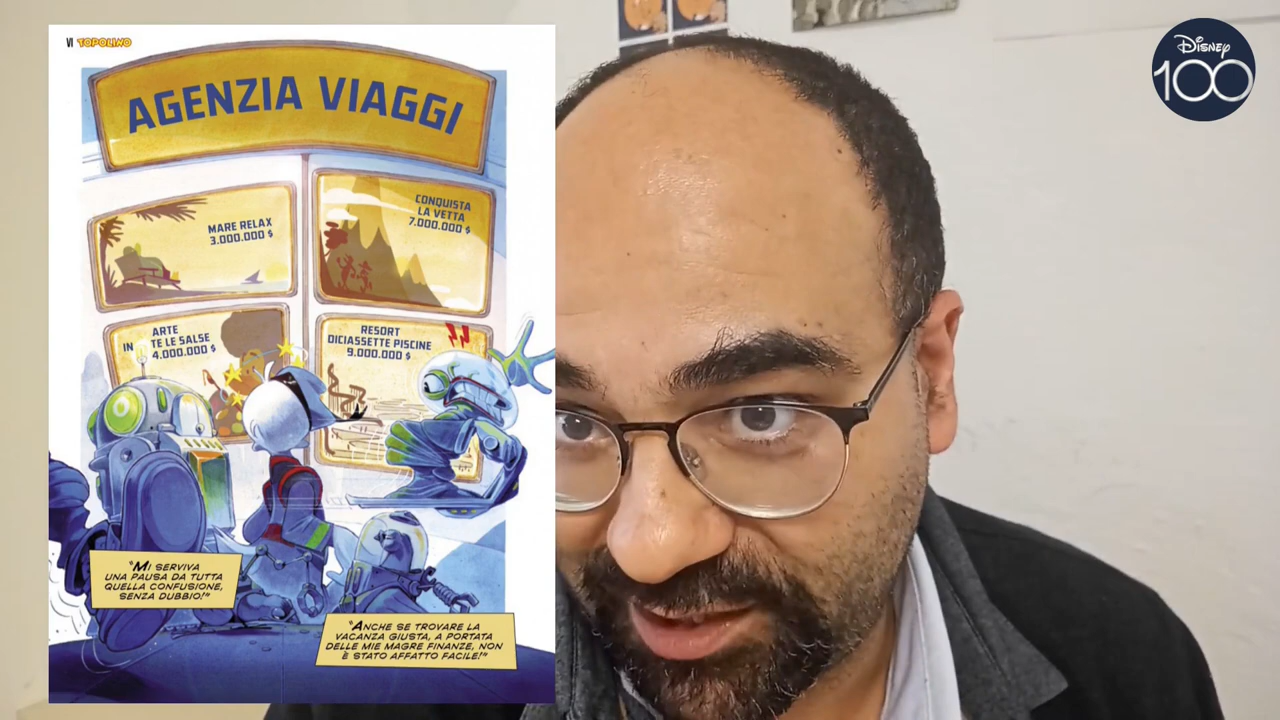 VI TOPOLINO
AGENZIA VIAGGI
MARE RELAX
3.000.000 $
CONQUISTA
LA VETTA
7.000.000 $
ARTE
IN TE LE SALSE
4.000.000 $
RESORT
DICIASSETTE PISCINE
9.000.000 $
"MI SERVIVA
UNA PAUSA DA TUTTA
QUELLA CONFUSIONE,
SENZA DUBBIO!"
"ANCHE SE TROVARE LA
VACANZA GIUSTA, A PORTATA
DELLE MIE MAGRE FINANZE, NON
È STATO AFFATTO FACILE!"
DISNEY
100